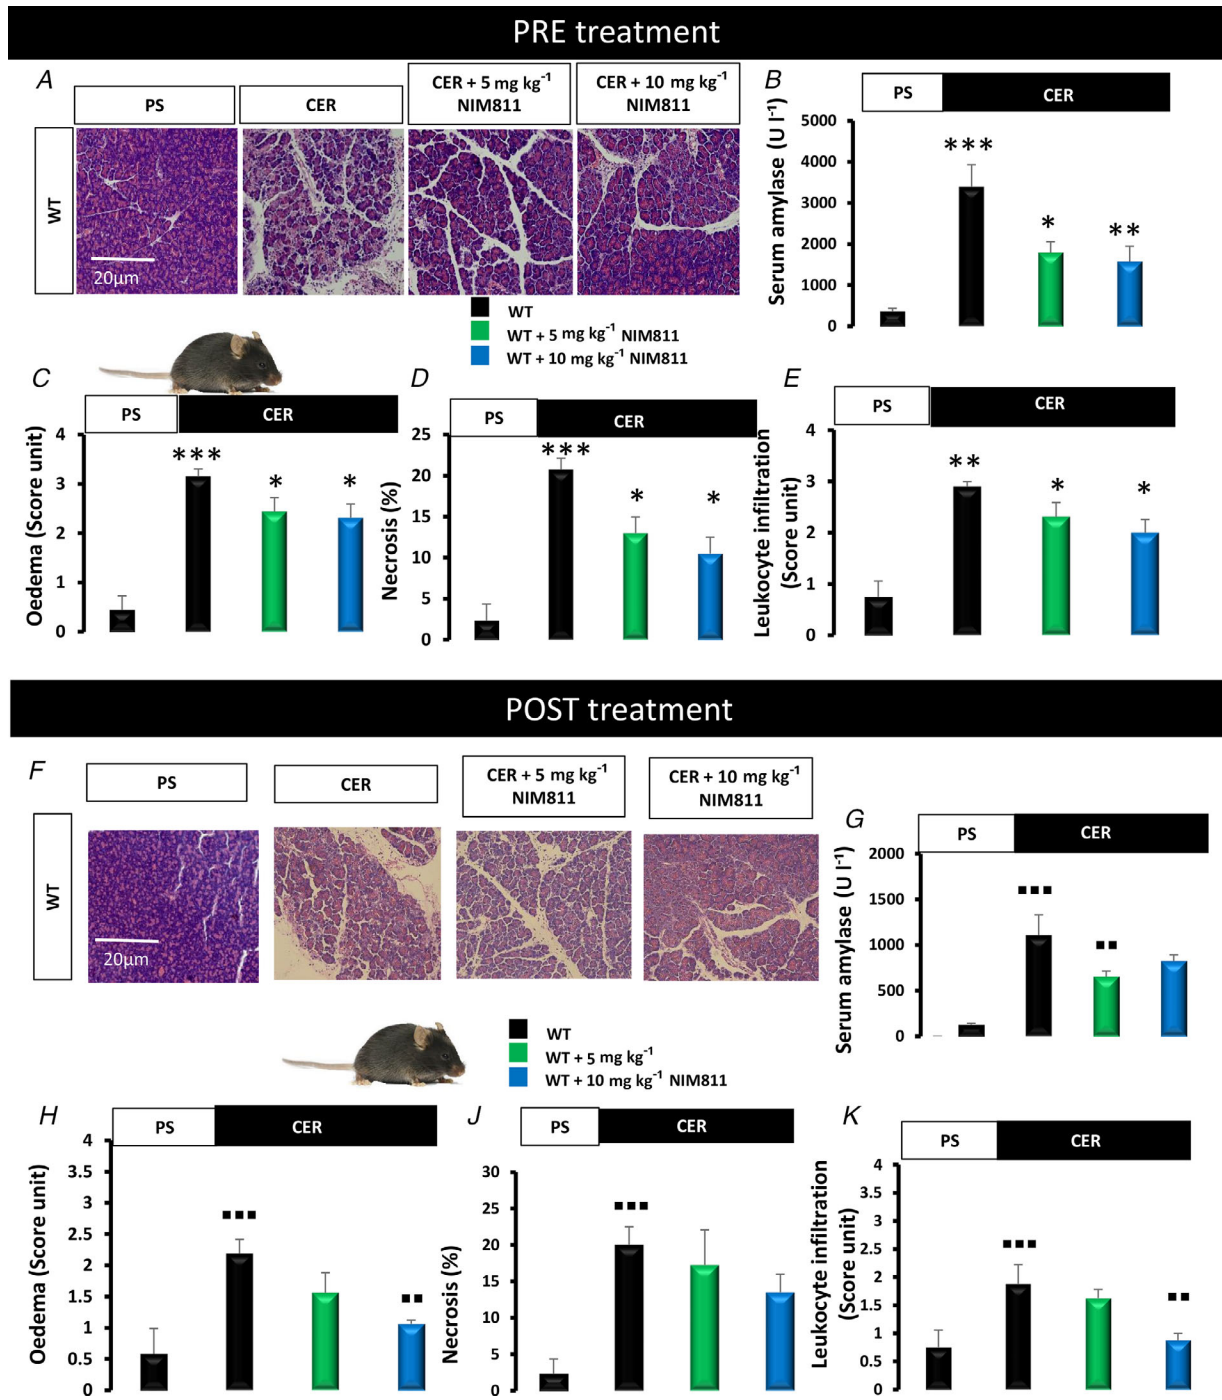 PRE treatment
A
PS
CER
CER + 5 mg kg⁻¹
NIM811
CER + 10 mg kg⁻¹
NIM811
WT
20µm
B
PS
CER
Serum amylase (U l⁻¹)
5000
4000
3000
2000
1000
0
***
*
**
WT
WT + 5 mg kg⁻¹ NIM811
WT + 10 mg kg⁻¹ NIM811
C
PS
CER
Oedema (Score unit)
4
3
2
1
0
***
*
*
D
PS
CER
Necrosis (%)
25
20
15
10
5
0
***
*
*
E
PS
CER
Leukocyte infiltration
(Score unit)
4
3
2
1
0
**
*
*
POST treatment
F
PS
CER
CER + 5 mg kg⁻¹
NIM811
CER + 10 mg kg⁻¹
NIM811
WT
20µm
G
PS
CER
Serum amylase (U l⁻¹)
2000
1500
1000
500
0
▪▪▪
▪▪
WT
WT + 5 mg kg⁻¹
WT + 10 mg kg⁻¹ NIM811
H
PS
CER
Oedema (Score unit)
4
3.5
3
2.5
2
1.5
1
0.5
0
▪▪▪
▪▪
J
PS
CER
Necrosis (%)
30
25
20
15
10
5
0
▪▪▪
K
PS
CER
Leukocyte infiltration
(Score unit)
4
3.5
3
2.5
2
1.5
1
0.5
0
▪▪▪
▪▪